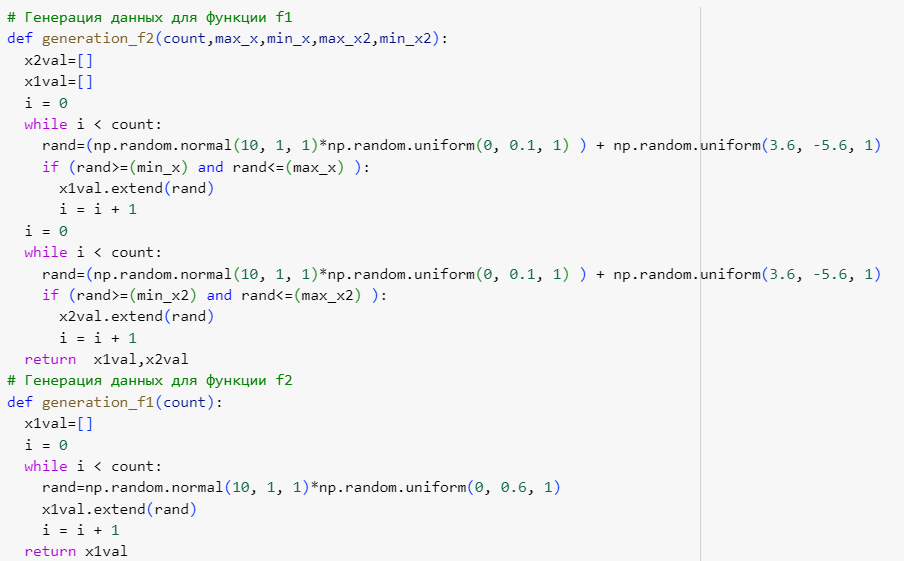 # Генерация данных для функции f1
def generation_f2(count,max_x,min_x,max_x2,min_x2):
  x2val=[]
  x1val=[]
  i = 0
  while i < count:
    rand=(np.random.normal(10, 1, 1)*np.random.uniform(0, 0.1, 1) ) + np.random.uniform(3.6, -5.6, 1)
    if (rand>=(min_x) and rand<=(max_x) ):
      x1val.extend(rand)
      i = i + 1
  i = 0
  while i < count:
    rand=(np.random.normal(10, 1, 1)*np.random.uniform(0, 0.1, 1) ) + np.random.uniform(3.6, -5.6, 1)
    if (rand>=(min_x2) and rand<=(max_x2) ):
      x2val.extend(rand)
      i = i + 1
  return  x1val,x2val
# Генерация данных для функции f2
def generation_f1(count):
  x1val=[]
  i = 0
  while i < count:
    rand=np.random.normal(10, 1, 1)*np.random.uniform(0, 0.6, 1)
    x1val.extend(rand)
    i = i + 1
  return x1val